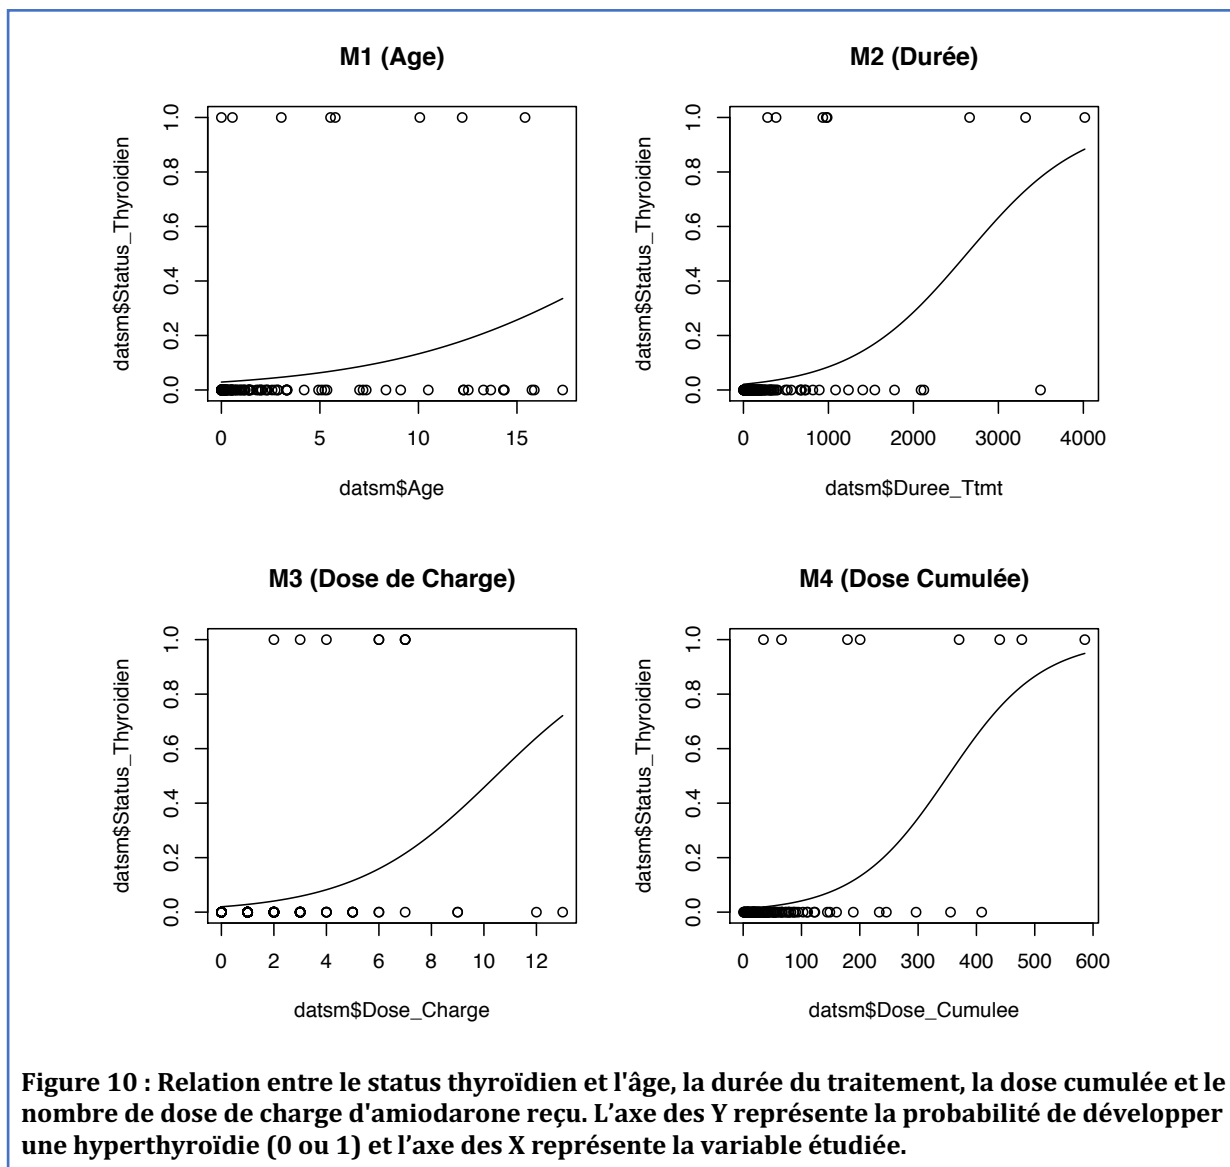 M1 (Age)
datsm$Status_Thyroidien
0.0 0.2 0.4 0.6 0.8 1.0
0 5 10 15
datsm$Age
M2 (Durée)
datsm$Status_Thyroidien
0.0 0.2 0.4 0.6 0.8 1.0
0 1000 2000 3000 4000
datsm$Duree_Ttmt
M3 (Dose de Charge)
datsm$Status_Thyroidien
0.0 0.2 0.4 0.6 0.8 1.0
0 2 4 6 8 10 12
datsm$Dose_Charge
M4 (Dose Cumulée)
datsm$Status_Thyroidien
0.0 0.2 0.4 0.6 0.8 1.0
0 100 200 300 400 500 600
datsm$Dose_Cumulee
Figure 10 : Relation entre le status thyroïdien et l'âge, la durée du traitement, la dose cumulée et le
nombre de dose de charge d'amiodarone reçu. L’axe des Y représente la probabilité de développer
une hyperthyroïdie (0 ou 1) et l’axe des X représente la variable étudiée.